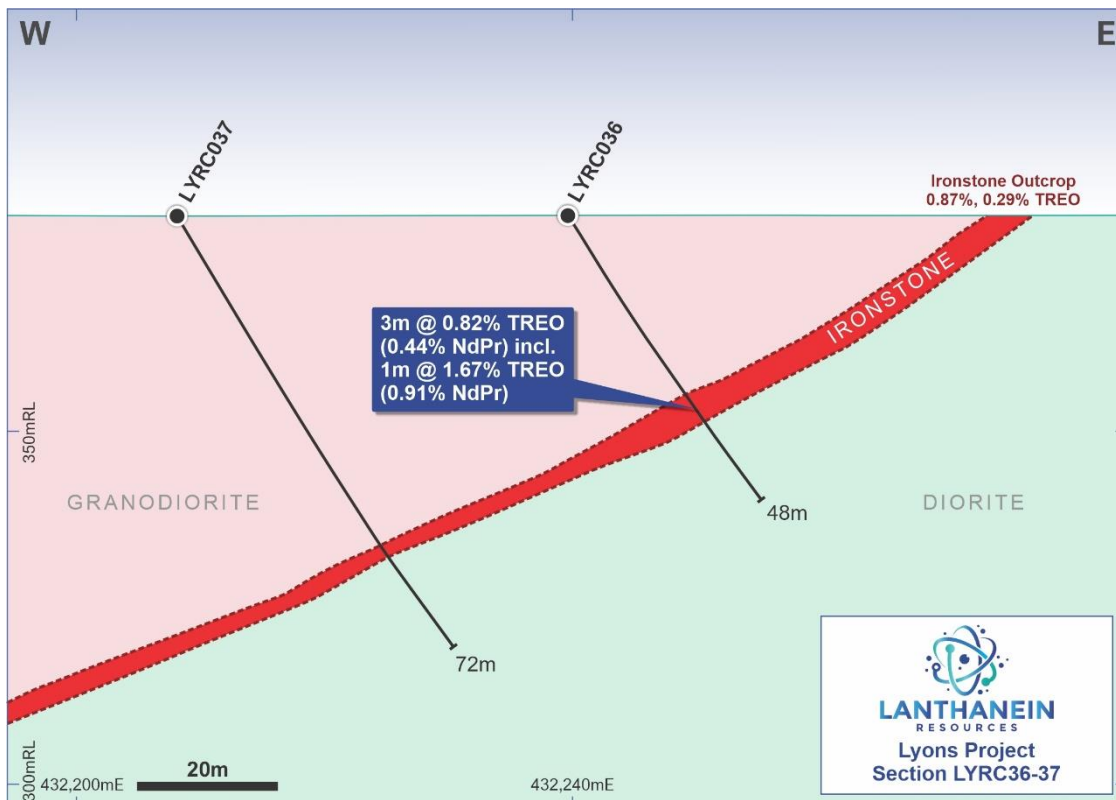 W
E
LYRC037
LYRC036
Ironstone Outcrop
0.87%, 0.29% TREO
IRONSTONE
3m @ 0.82% TREO
(0.44% NdPr) incl.
1m @ 1.67% TREO
(0.91% NdPr)
350mRL
GRANODIORITE
DIORITE
48m
72m
LANTHANEIN
RESOURCES
Lyons Project
Section LYRC36-37
300mRL
432,200mE
20m
432,240mE